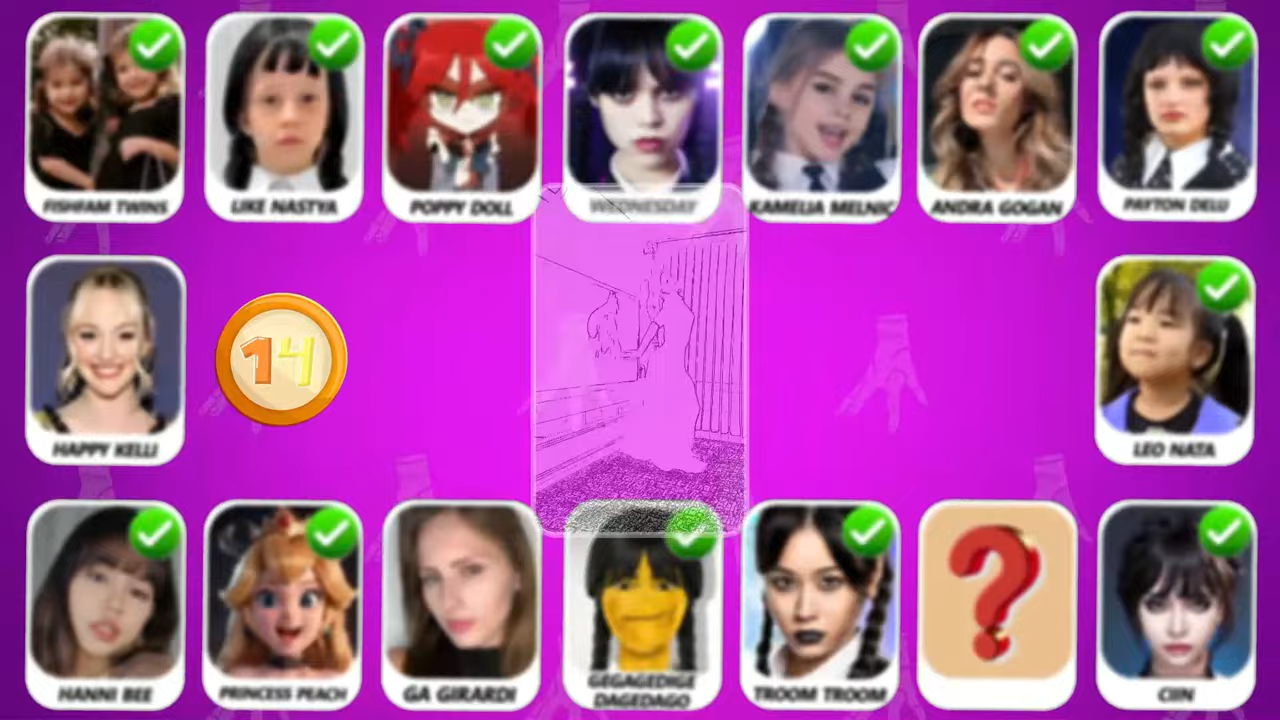 FISHFAM TWINS
LIKE NASTYA
POPPY DOLL
WEDNESDAY
KAMELIA MELNIC
ANDRA GOGAN
PAYTON DELU
HAPPY KELLI
14
LEO NATA
HANNI BEE
PRINCESS PEACH
GA GIRARDI
GEGAGEDIGE
DAGEDAGO
TROOM TROOM
?
CIIN